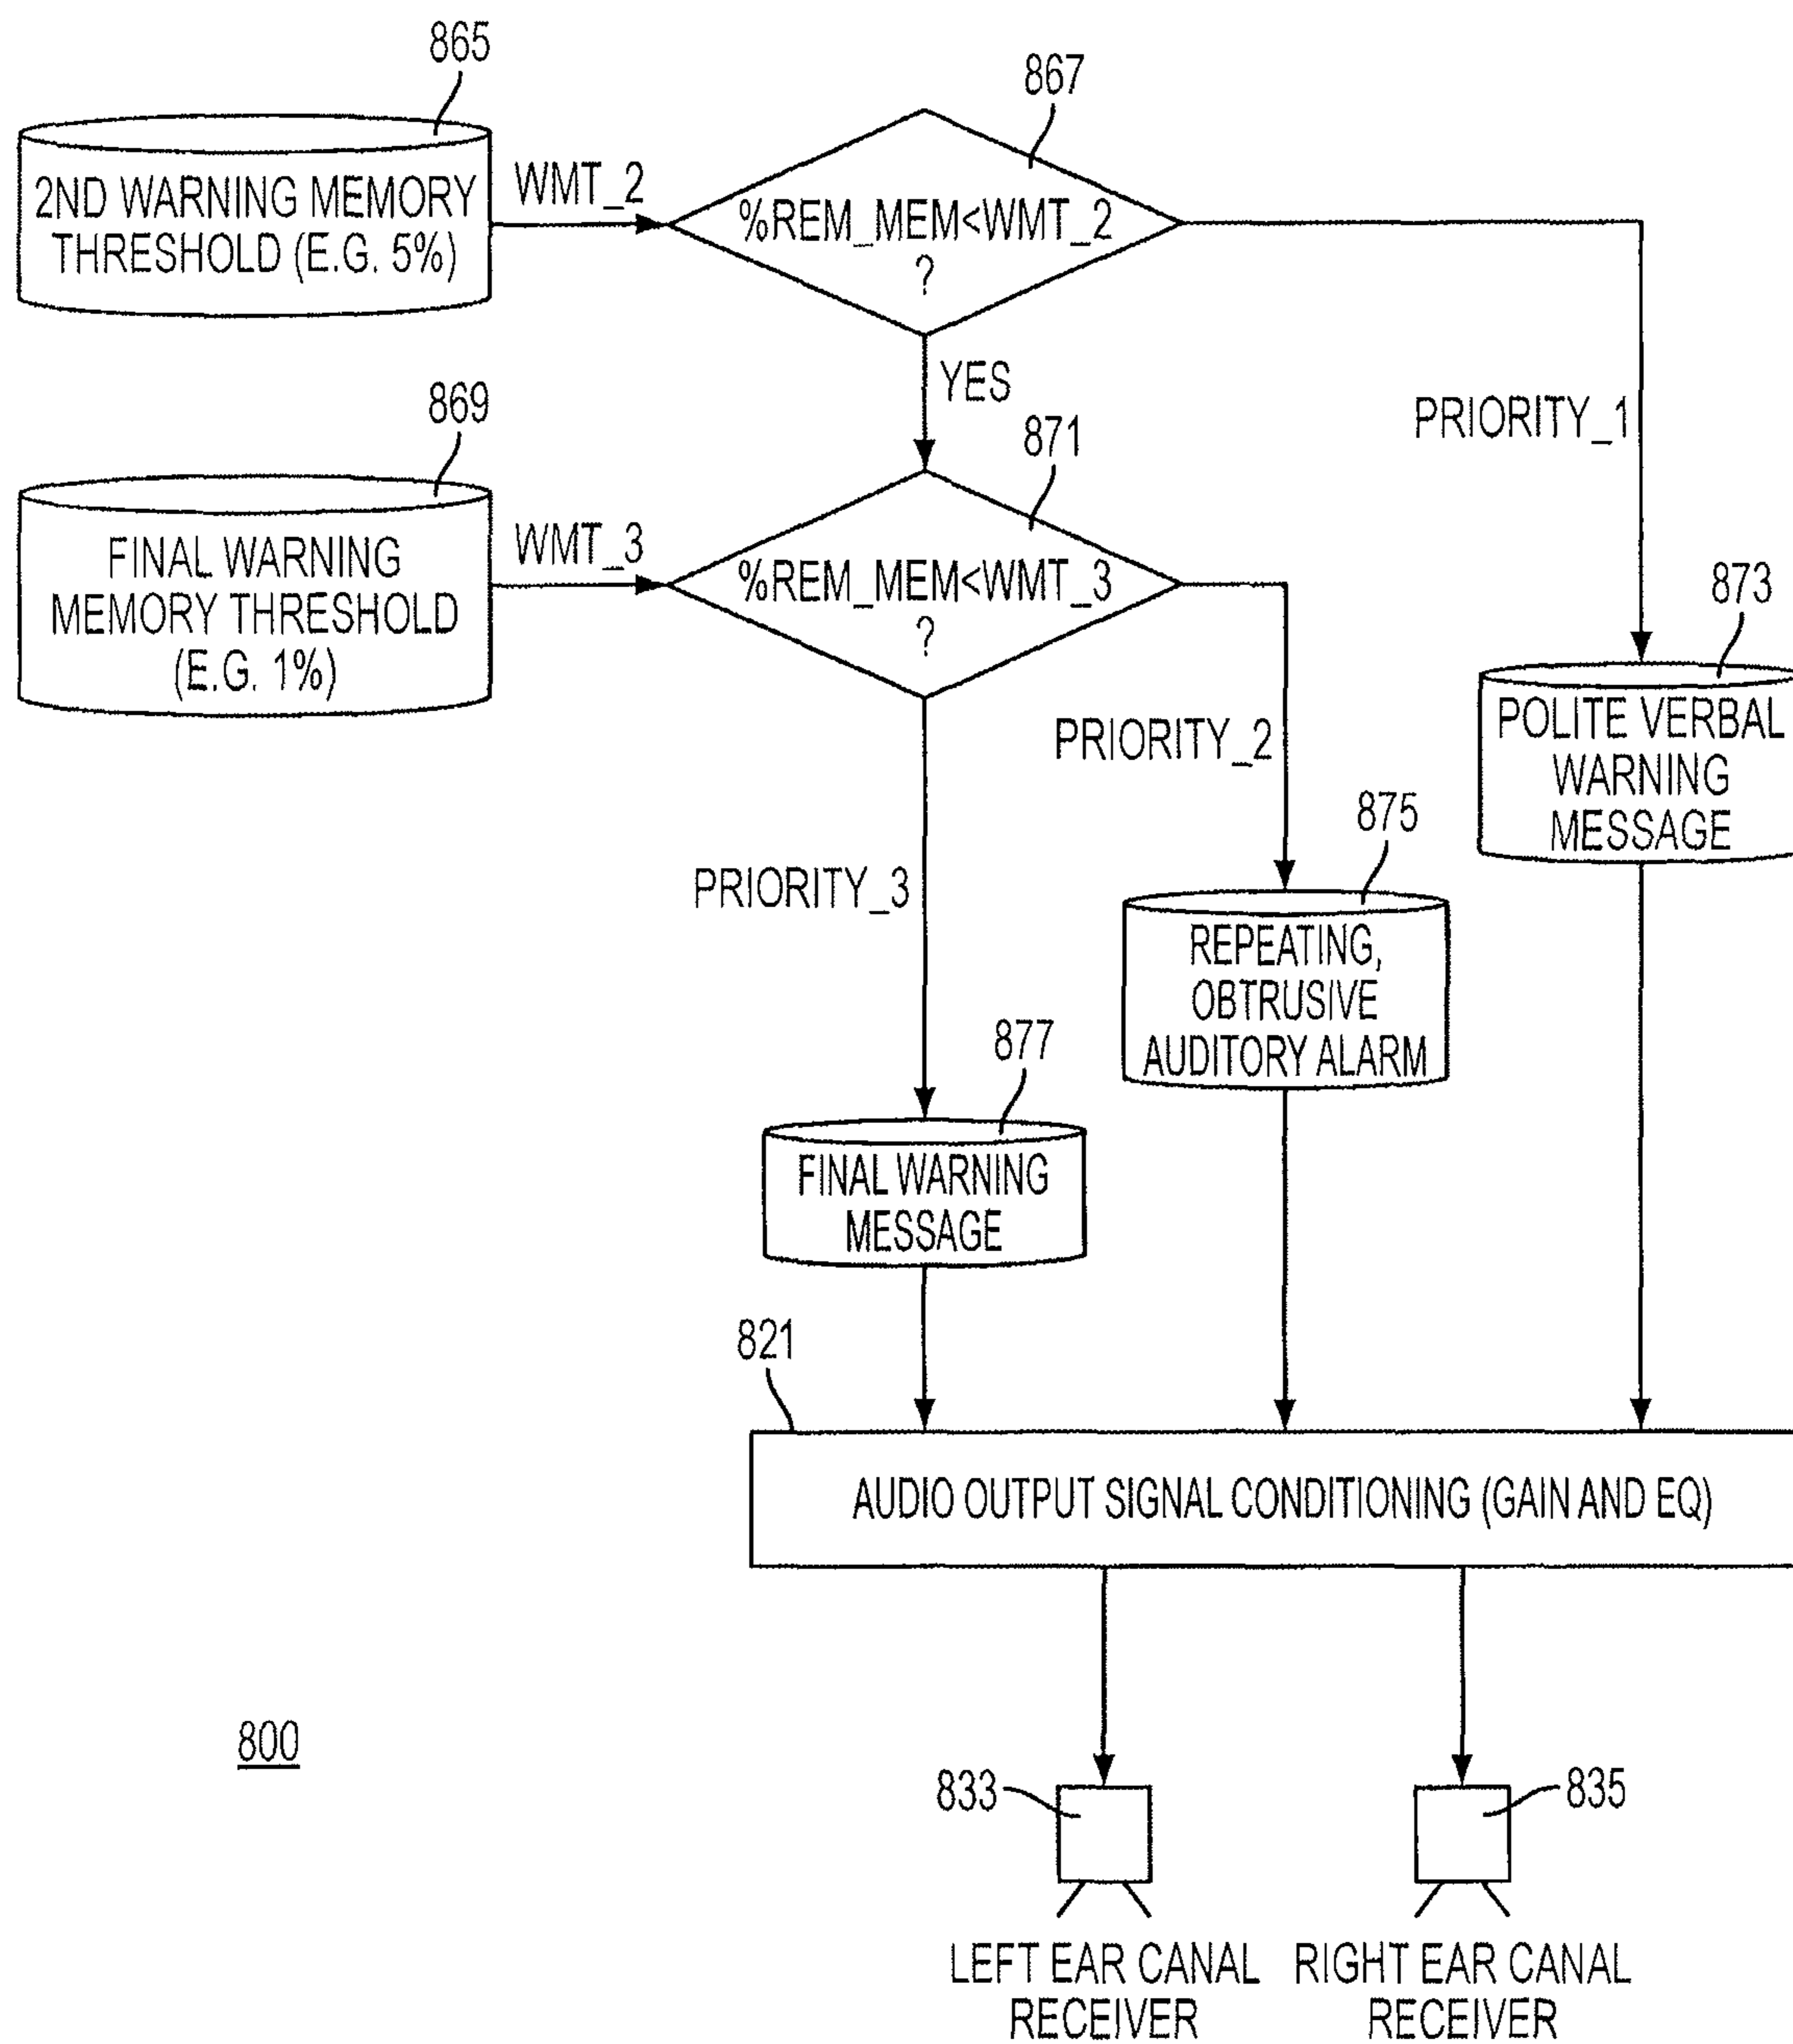 865
867
2ND WARNING MEMORY
THRESHOLD (E.G. 5%)
WMT_2
%REM_MEM<WMT_2
?
YES
PRIORITY_1
869
871
FINAL WARNING
MEMORY THRESHOLD
(E.G. 1%)
WMT_3
%REM_MEM<WMT_3
?
873
POLITE VERBAL
WARNING
MESSAGE
PRIORITY_2
875
PRIORITY_3
REPEATING,
OBTRUSIVE
AUDITORY ALARM
877
FINAL WARNING
MESSAGE
821
AUDIO OUTPUT SIGNAL CONDITIONING (GAIN AND EQ)
800
833
835
LEFT EAR CANAL
RECEIVER
RIGHT EAR CANAL
RECEIVER